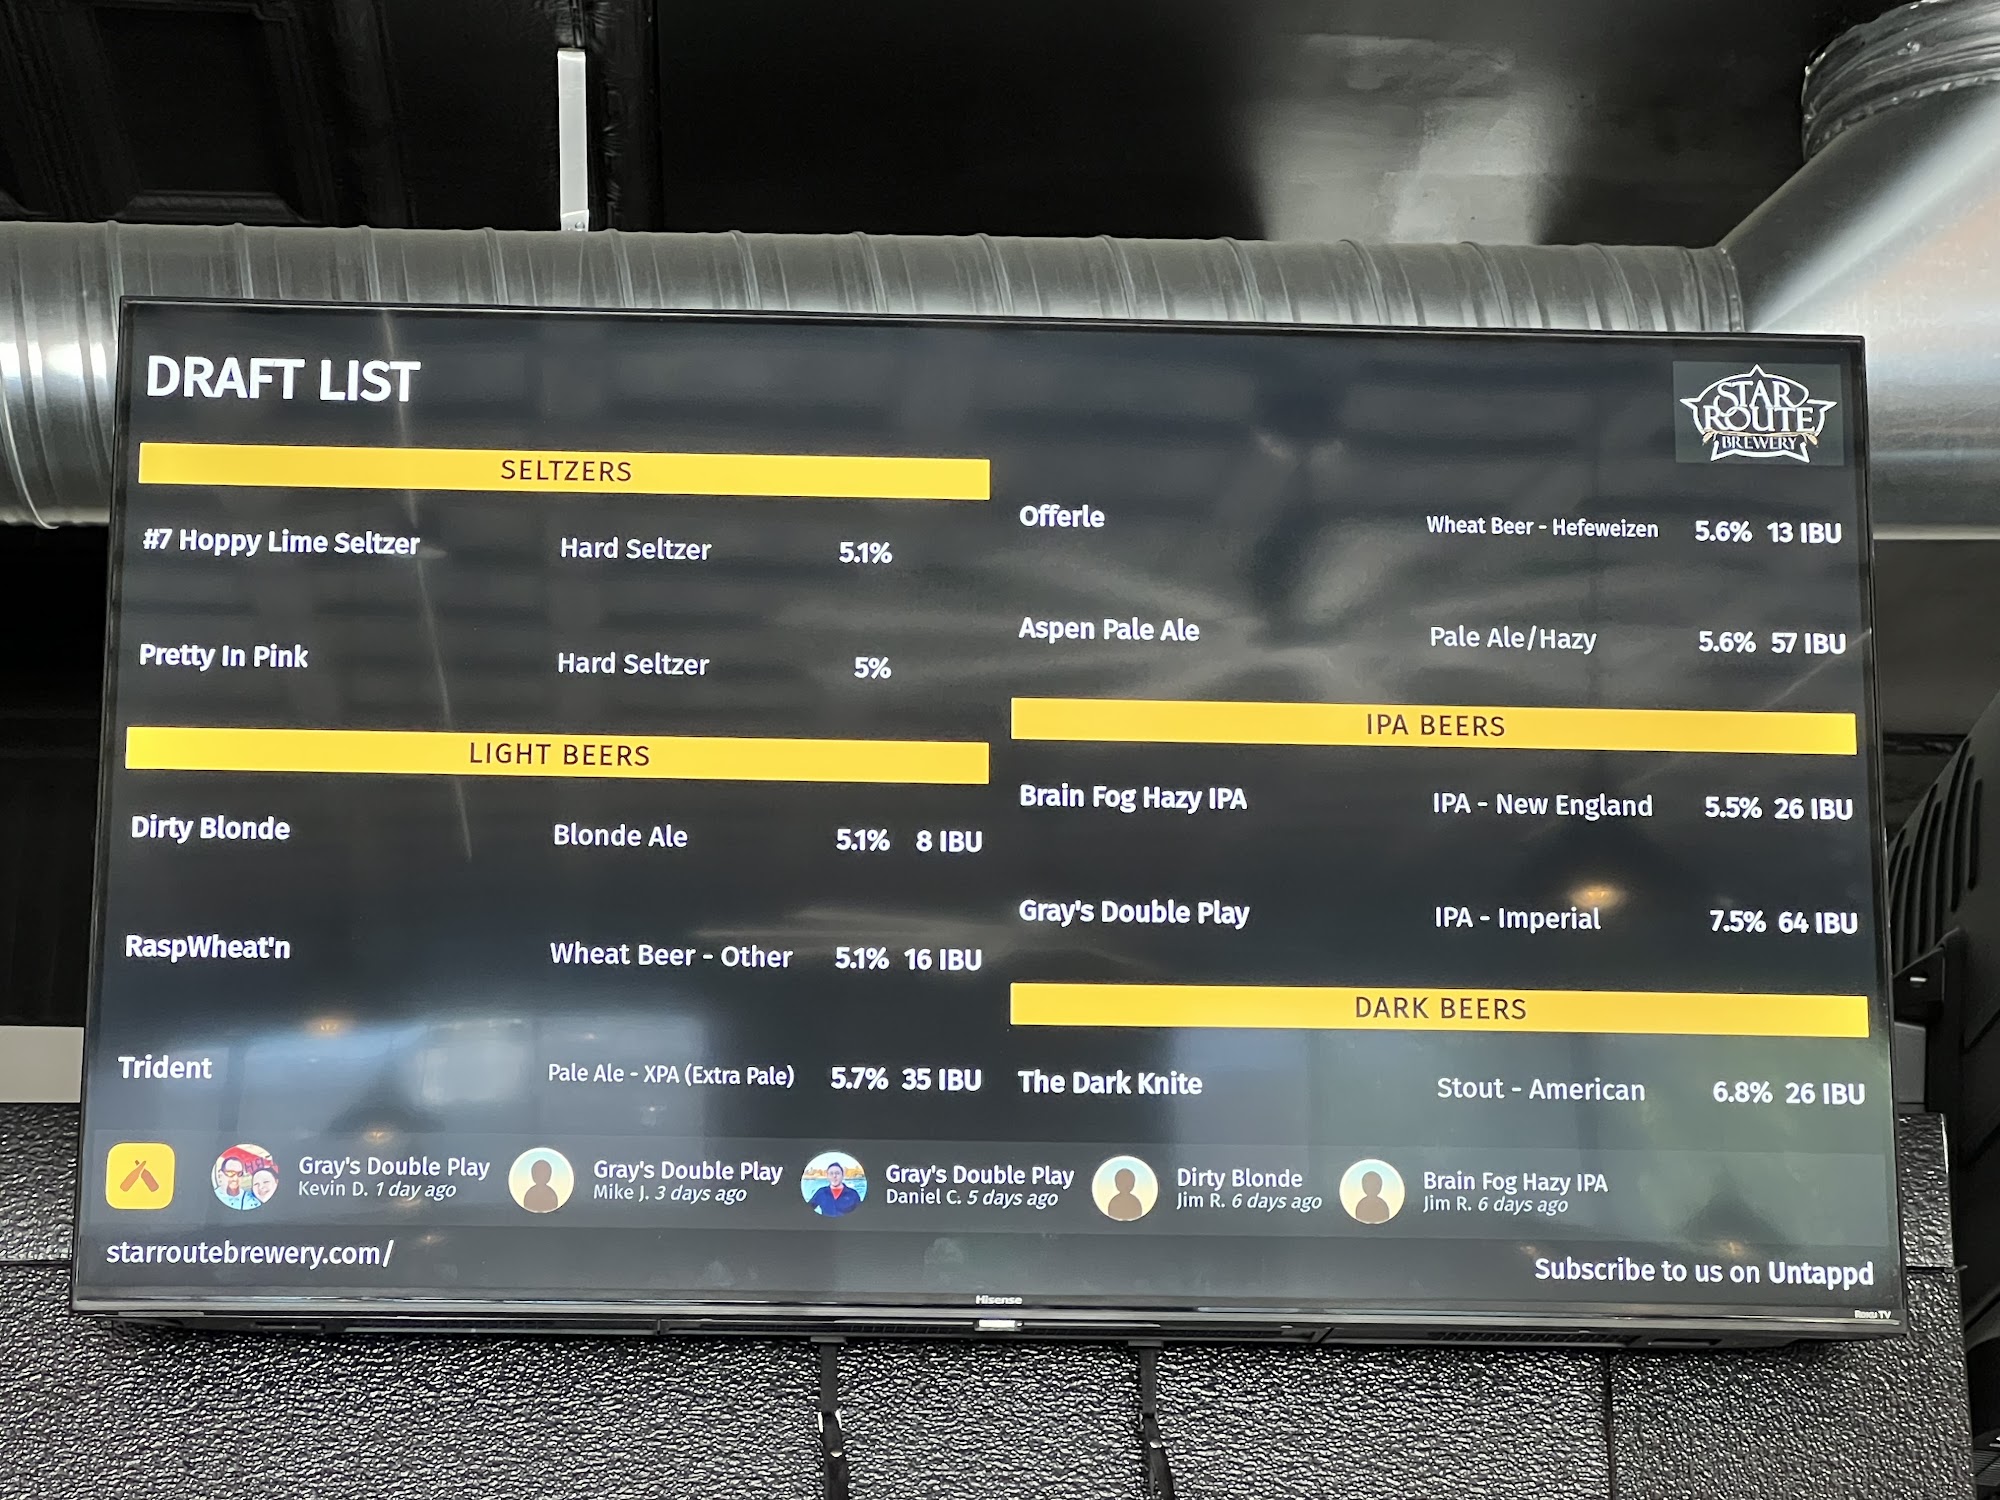 DRAFT LIST
STAR
ROUTE
BREWERY
SELTZERS
#7 Hoppy Lime Seltzer Hard Seltzer 5.1%
Pretty In Pink Hard Seltzer 5%
LIGHT BEERS
Dirty Blonde Blonde Ale 5.1% 8 IBU
RaspWheat'n Wheat Beer - Other 5.1% 16 IBU
Trident Pale Ale - XPA (Extra Pale) 5.7% 35 IBU
Offerle Wheat Beer - Hefeweizen 5.6% 13 IBU
Aspen Pale Ale Pale Ale/Hazy 5.6% 57 IBU
IPA BEERS
Brain Fog Hazy IPA IPA - New England 5.5% 26 IBU
Gray's Double Play IPA - Imperial 7.5% 64 IBU
DARK BEERS
The Dark Knite Stout - American 6.8% 26 IBU
Gray's Double Play
Kevin D. 1 day ago
Gray's Double Play
Mike J. 3 days ago
Gray's Double Play
Daniel C. 5 days ago
Dirty Blonde
Jim R. 6 days ago
Brain Fog Hazy IPA
Jim R. 6 days ago
starroutebrewery.com/
Subscribe to us on Untappd
Hisense
Roku TV